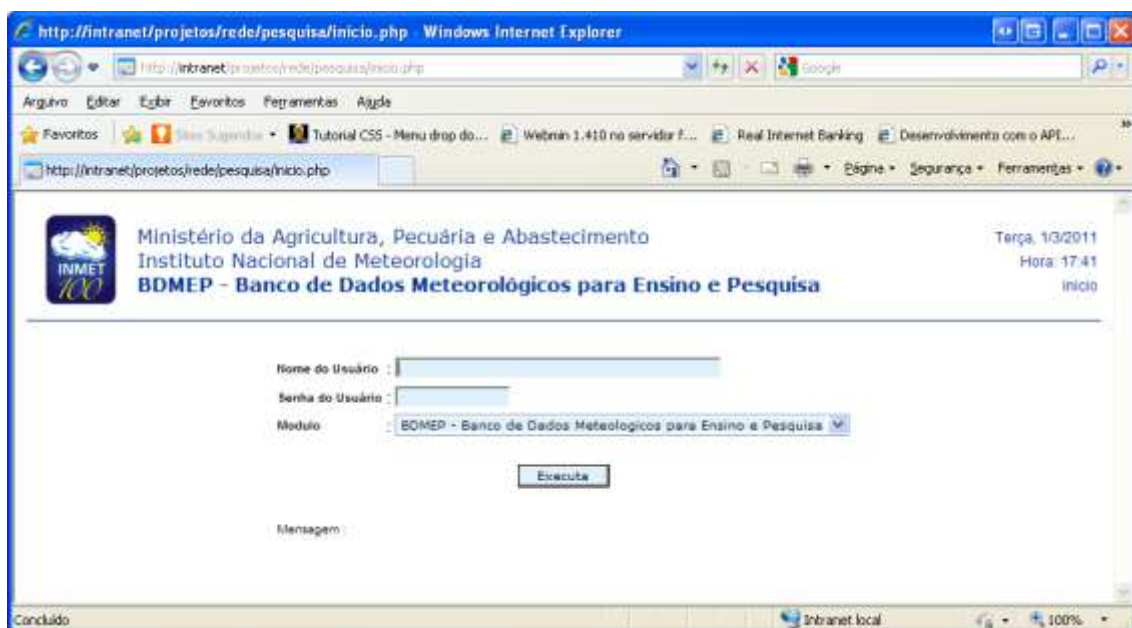 http://intranet/projetos/rede/pesquisa/inicio.php - Windows Internet Explorer
http://intranet/projetos/rede/pesquisa/inicio.php
Google
Arquivo Editar Exibir Favoritos Ferramentas Ajuda
Favoritos Sites Sugeridos Tutorial CSS - Menu drop do... Webmin 1.410 no servidor f... Real Internet Banking Desenvolvimento com o API...
http://intranet/projetos/rede/pesquisa/inicio.php
Página Segurança Ferramentas
INMET
100
Ministério da Agricultura, Pecuária e Abastecimento
Instituto Nacional de Meteorologia
BDMEP - Banco de Dados Meteorológicos para Ensino e Pesquisa
Terça, 1/3/2011
Hora: 17:41
inicio
Nome do Usuário :
Senha do Usuário :
Modulo : BDMEP - Banco de Dados Meteologicos para Ensino e Pesquisa
Executa
Mensagem :
Concluído Intranet local 100%